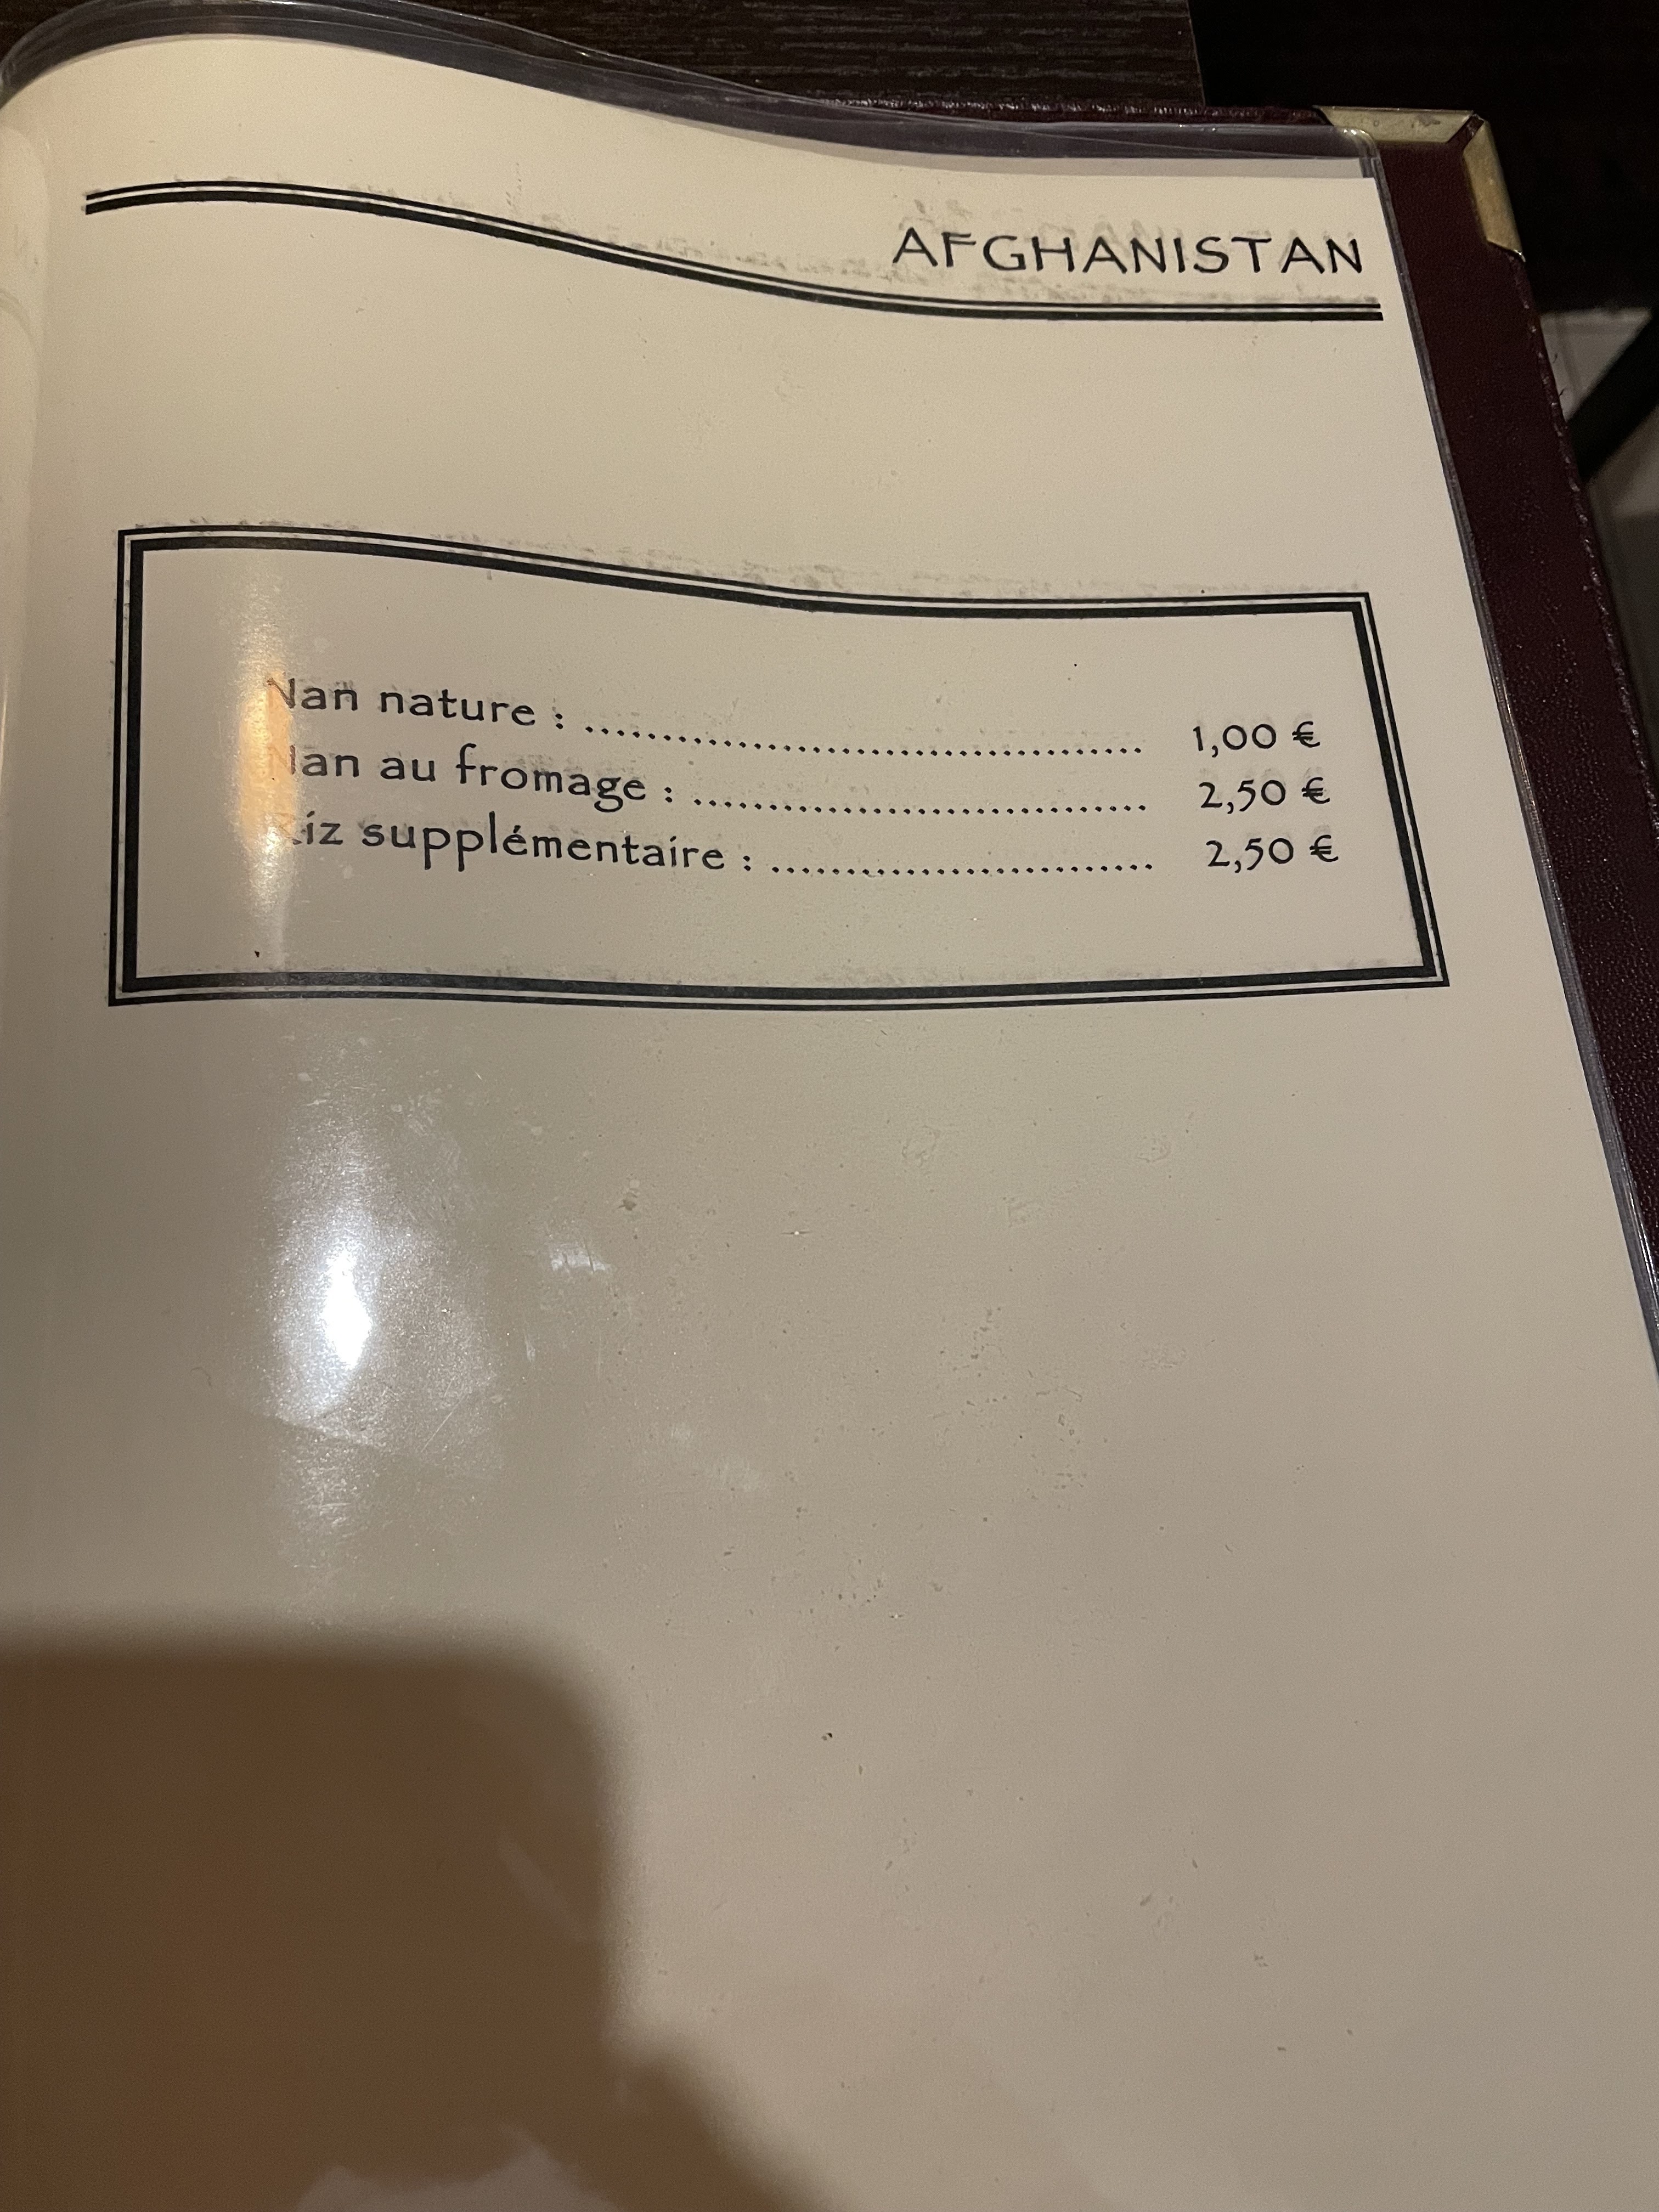 AFGHANISTAN
Nan nature : ..................................... 1,00 €
Nan au fromage : .............................. 2,50 €
Riz supplémentaire : ......................... 2,50 €